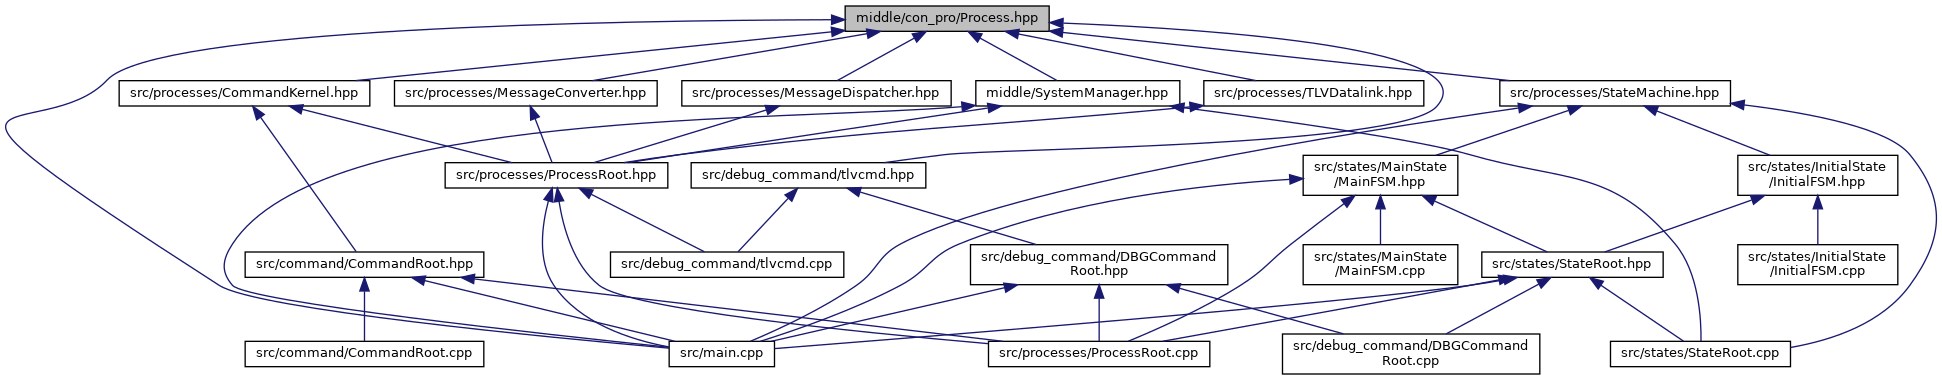 middle/con_pro/Process.hpp
src/processes/CommandKernel.hpp
src/processes/MessageConverter.hpp
src/processes/MessageDispatcher.hpp
middle/SystemManager.hpp
src/processes/TLVDatalink.hpp
src/processes/StateMachine.hpp
src/processes/ProcessRoot.hpp
src/debug_command/tlvcmd.hpp
src/states/MainState
/MainFSM.hpp
src/states/InitialState
/InitialFSM.hpp
src/command/CommandRoot.hpp
src/debug_command/tlvcmd.cpp
src/debug_command/DBGCommand
Root.hpp
src/states/MainState
/MainFSM.cpp
src/states/StateRoot.hpp
src/states/InitialState
/InitialFSM.cpp
src/command/CommandRoot.cpp
src/main.cpp
src/processes/ProcessRoot.cpp
src/debug_command/DBGCommand
Root.cpp
src/states/StateRoot.cpp